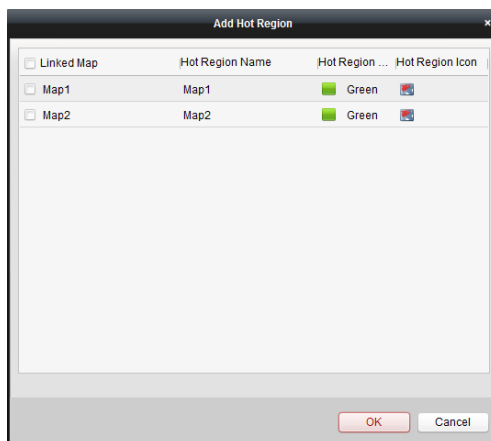 Add Hot Region ×
Linked Map Hot Region Name Hot Region ... Hot Region Icon
Map1 Map1 Green
Map2 Map2 Green
OK Cancel